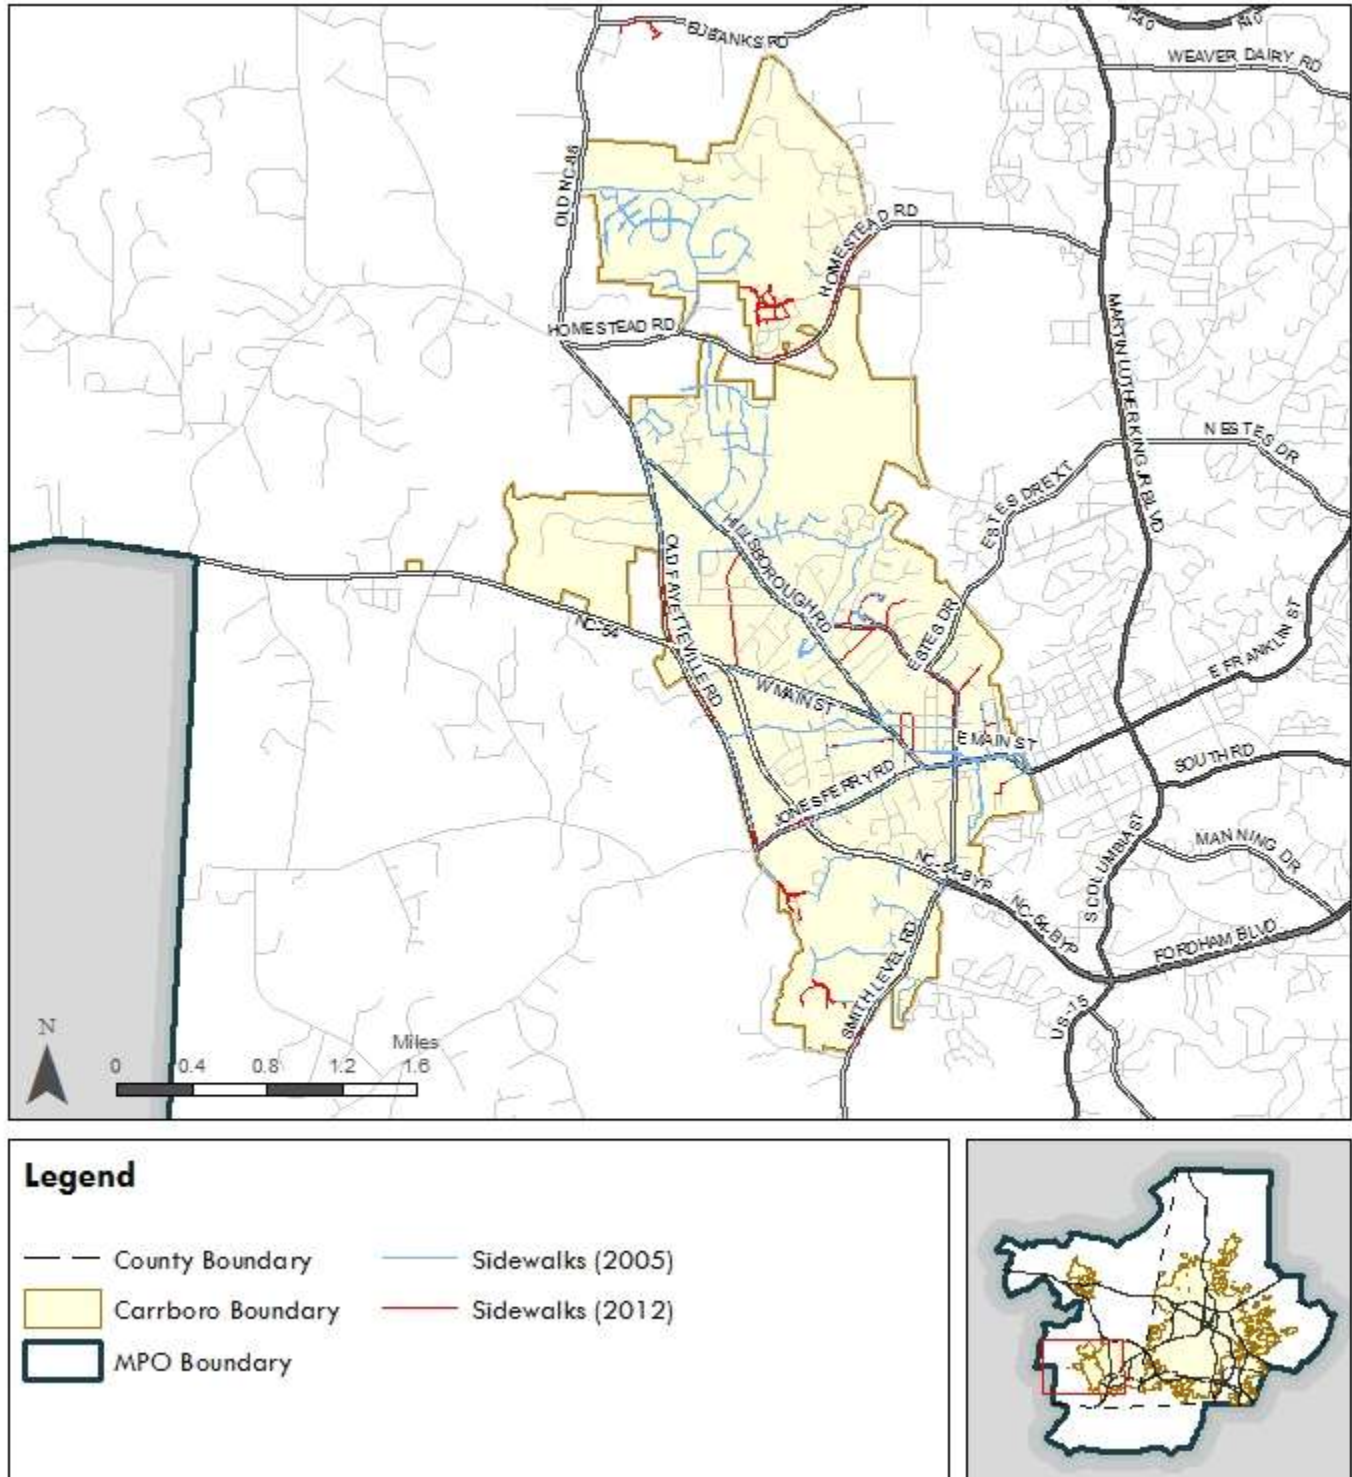 I-40
I-40
EUBANKS RD
WEAVER DAIRY RD
OLD NC-86
HOMESTEAD RD
HOMESTEAD RD
MARTIN LUTHER KING JR BLVD
N ESTES DR
ESTES DR EXT
HILLSBOROUGH RD
OLD FAYETTEVILLE RD
NC-54
ESTES DR
E FRANKLIN ST
W MAIN ST
E MAIN ST
SOUTH RD
JONES FERRY RD
S COLUMBIA ST
MANNING DR
NC-54-BYP
NC-54-BYP
FORDHAM BLVD
SMITH LEVEL RD
US-15
N
Miles
0 0.4 0.8 1.2 1.6
Legend
County Boundary
Sidewalks (2005)
Carrboro Boundary
Sidewalks (2012)
MPO Boundary